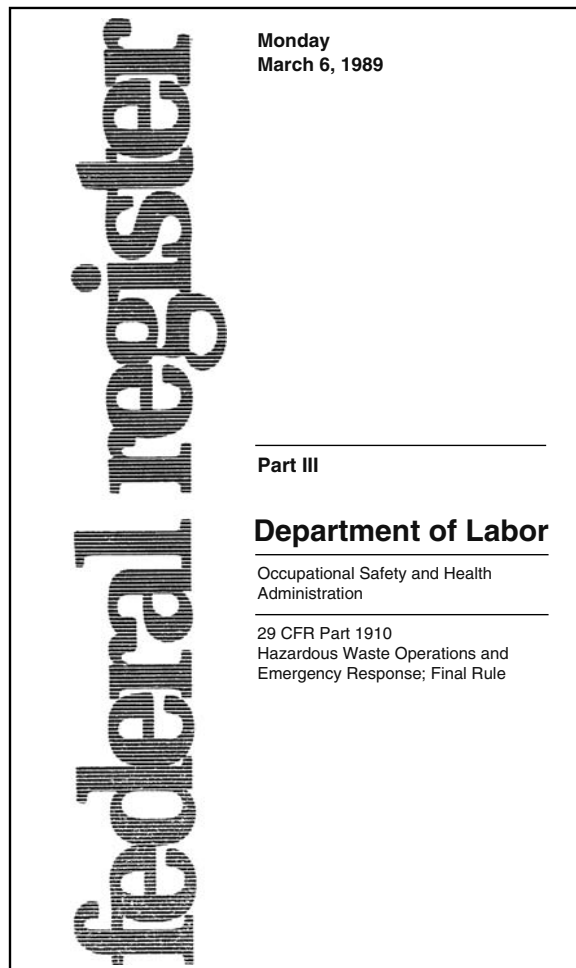 federal register
Monday
March 6, 1989
Part III
Department of Labor
Occupational Safety and Health
Administration
29 CFR Part 1910
Hazardous Waste Operations and
Emergency Response; Final Rule